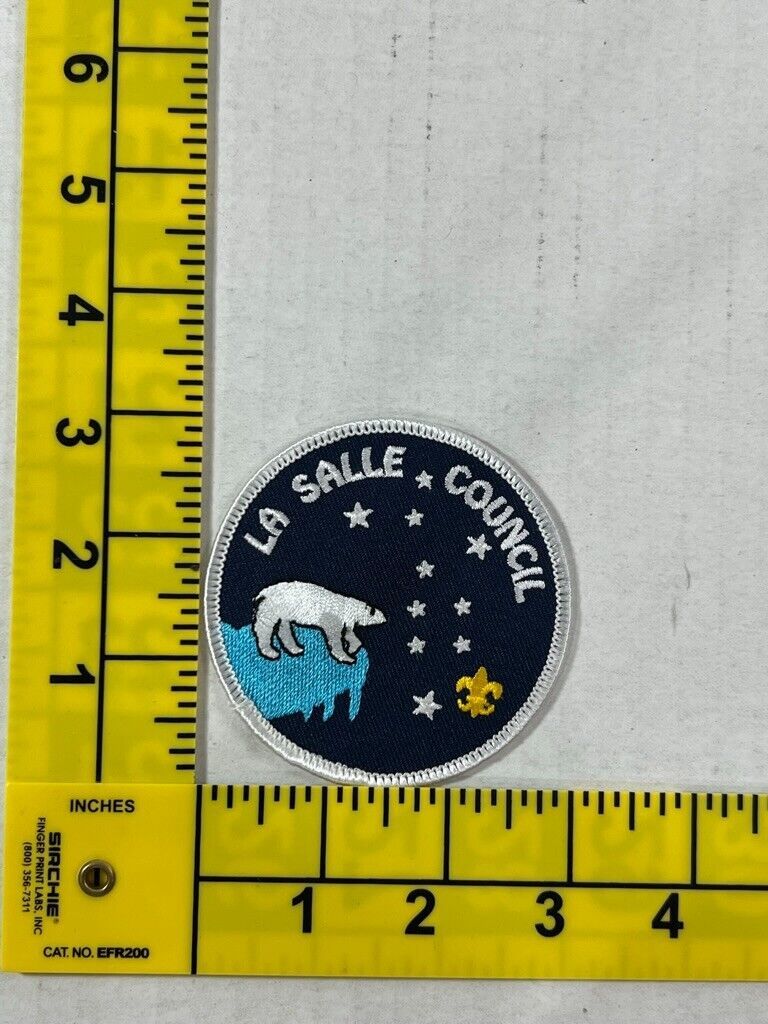 6
5
4
3
2
1
LA SALLE COUNCIL
INCHES
SIRCHIE®
FINGER PRINT LABS, INC
(800) 356-7311
CAT. NO. EFR200
1 2 3 4